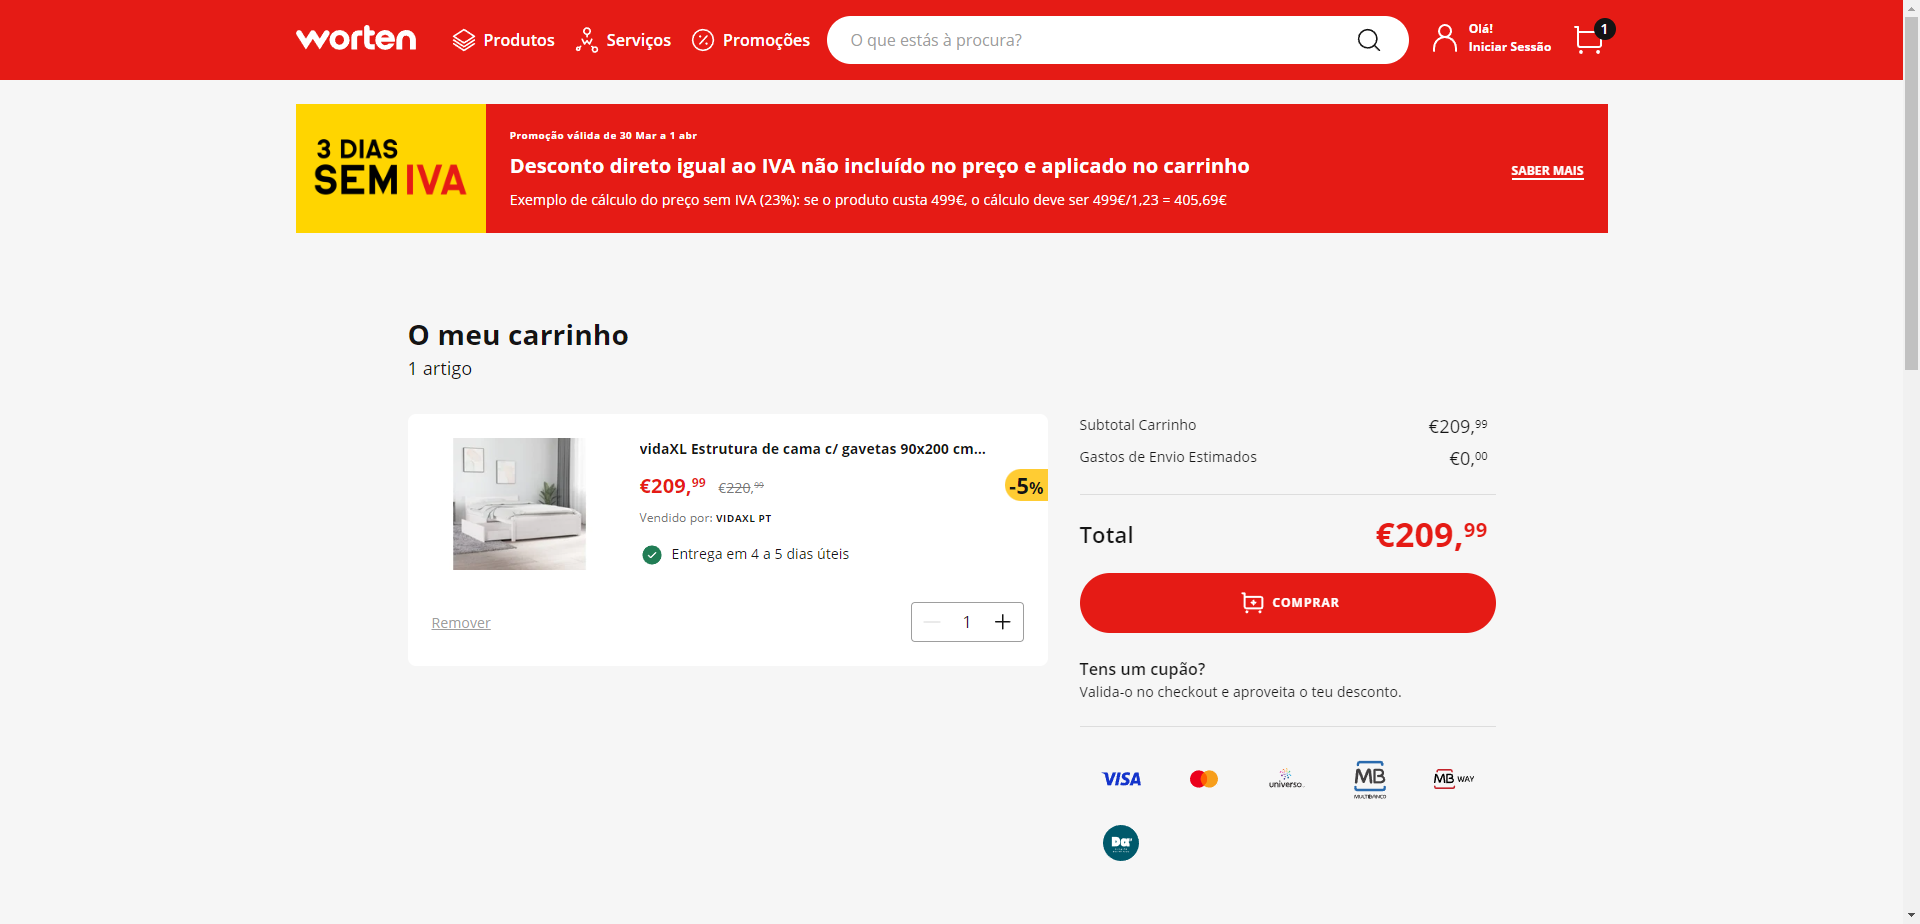 worten
Produtos
Serviços
Promoções
O que estás à procura?
Olá!
Iniciar Sessão
1
3 DIAS
SEM IVA
Promoção válida de 30 Mar a 1 abr
Desconto direto igual ao IVA não incluído no preço e aplicado no carrinho
Exemplo de cálculo do preço sem IVA (23%): se o produto custa 499€, o cálculo deve ser 499€/1,23 = 405,69€
SABER MAIS
O meu carrinho
1 artigo
vidaXL Estrutura de cama c/ gavetas 90x200 cm...
€209,99 €220,99
-5%
Vendido por: VIDAXL PT
Entrega em 4 a 5 dias úteis
Remover
1
Subtotal Carrinho €209,99
Gastos de Envio Estimados €0,00
Total €209,99
COMPRAR
Tens um cupão?
Valida-o no checkout e aproveita o teu desconto.
VISA
universo
MB
MULTIBANCO
MB WAY
Da